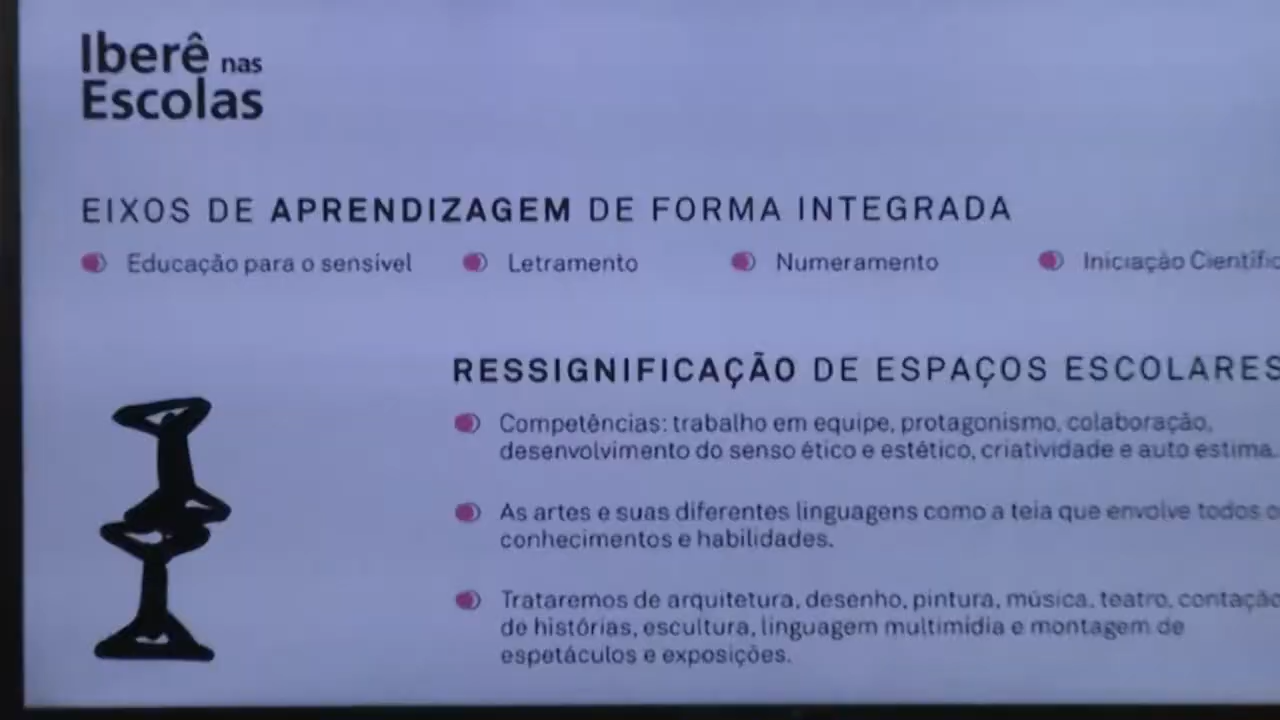 Iberê nas
Escolas
EIXOS DE APRENDIZAGEM DE FORMA INTEGRADA
Educação para o sensível Letramento Numeramento Iniciação
RESSIGNIFICAÇÃO DE ESPAÇOS ESCOLARES
Competências: trabalho em equipe, protagonismo, colaboração,
desenvolvimento do senso ético e estético, criatividade e auto estima.
As artes e suas diferentes linguagens como a teia que envolve todos
conhecimentos e habilidades.
Trataremos de arquitetura, desenho, pintura, música, teatro,
de histórias, escultura, linguagem multimídia e montagem de
espetáculos e exposições.